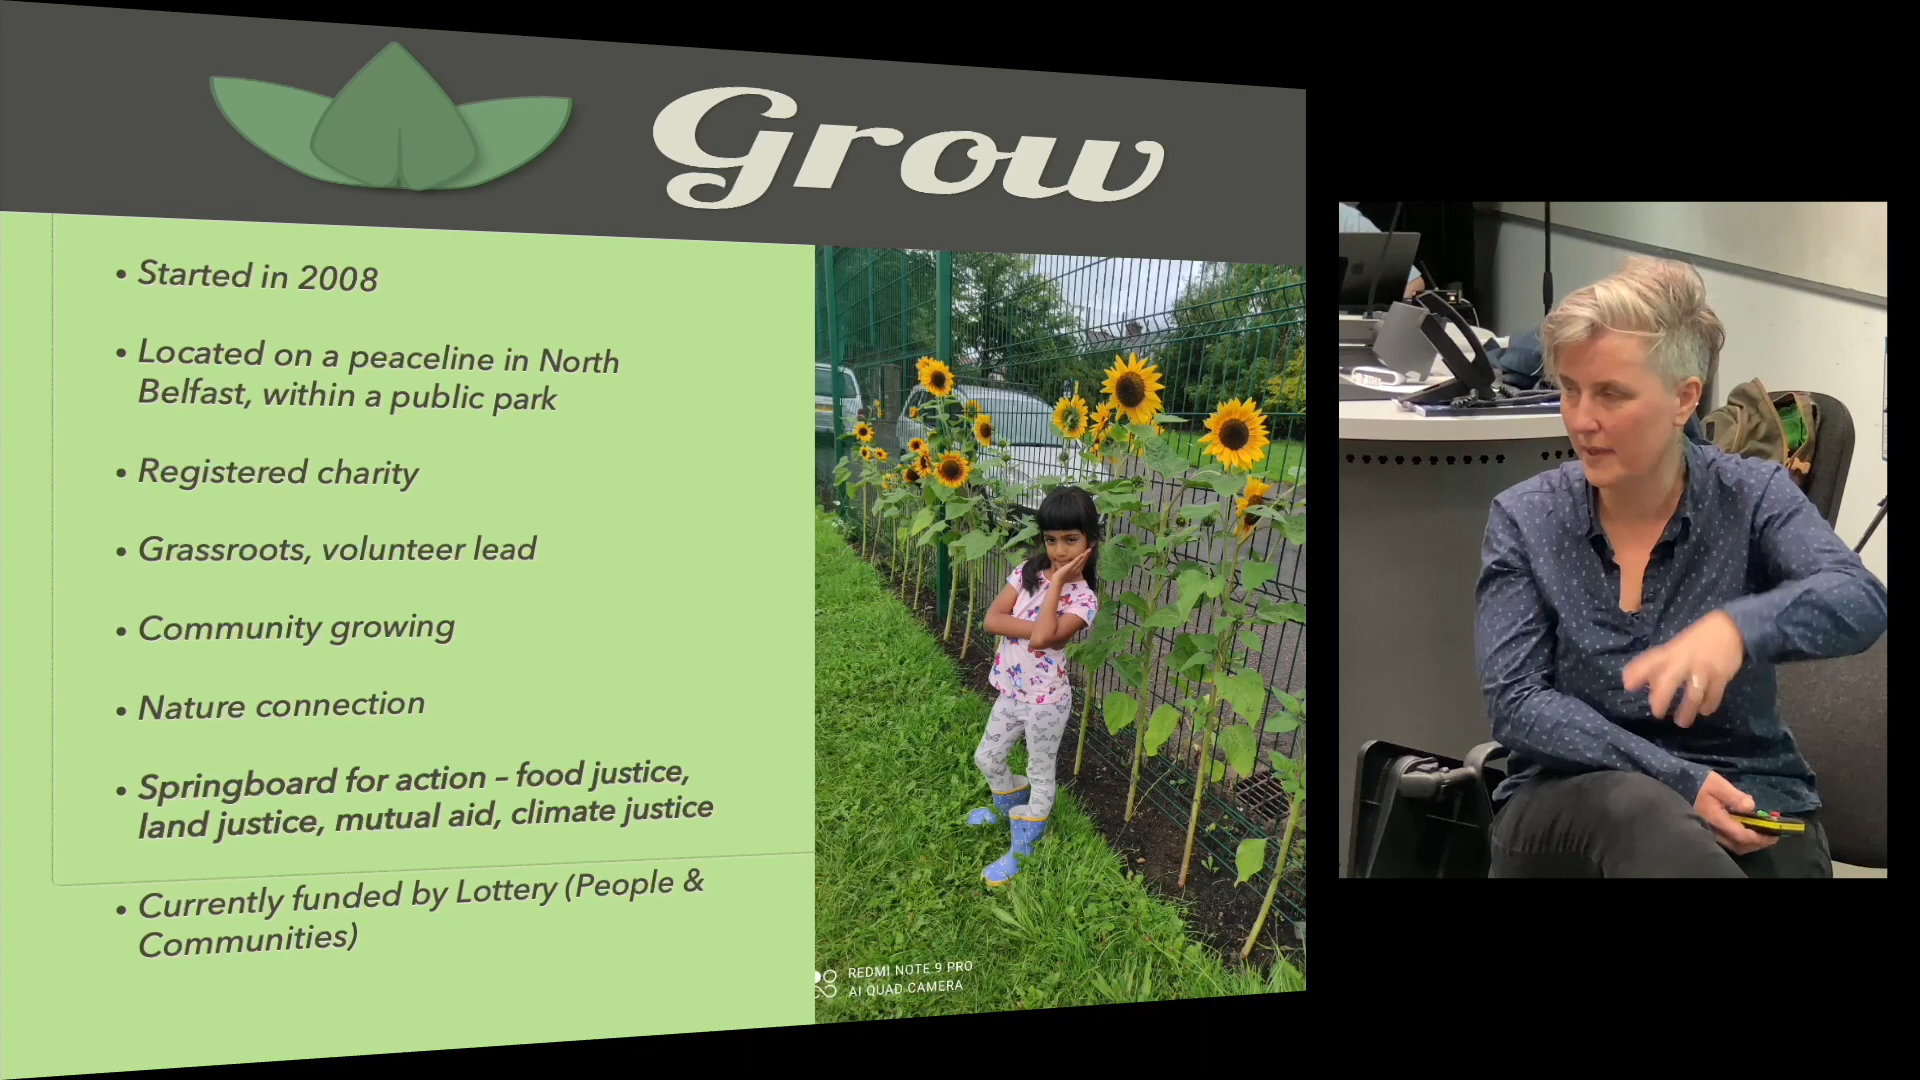 Grow
• Started in 2008
• Located on a peaceline in North
Belfast, within a public park
• Registered charity
• Grassroots, volunteer lead
• Community growing
• Nature connection
• Springboard for action – food justice,
land justice, mutual aid, climate justice
• Currently funded by Lottery (People &
Communities)
REDMI NOTE 9 PRO
AI QUAD CAMERA